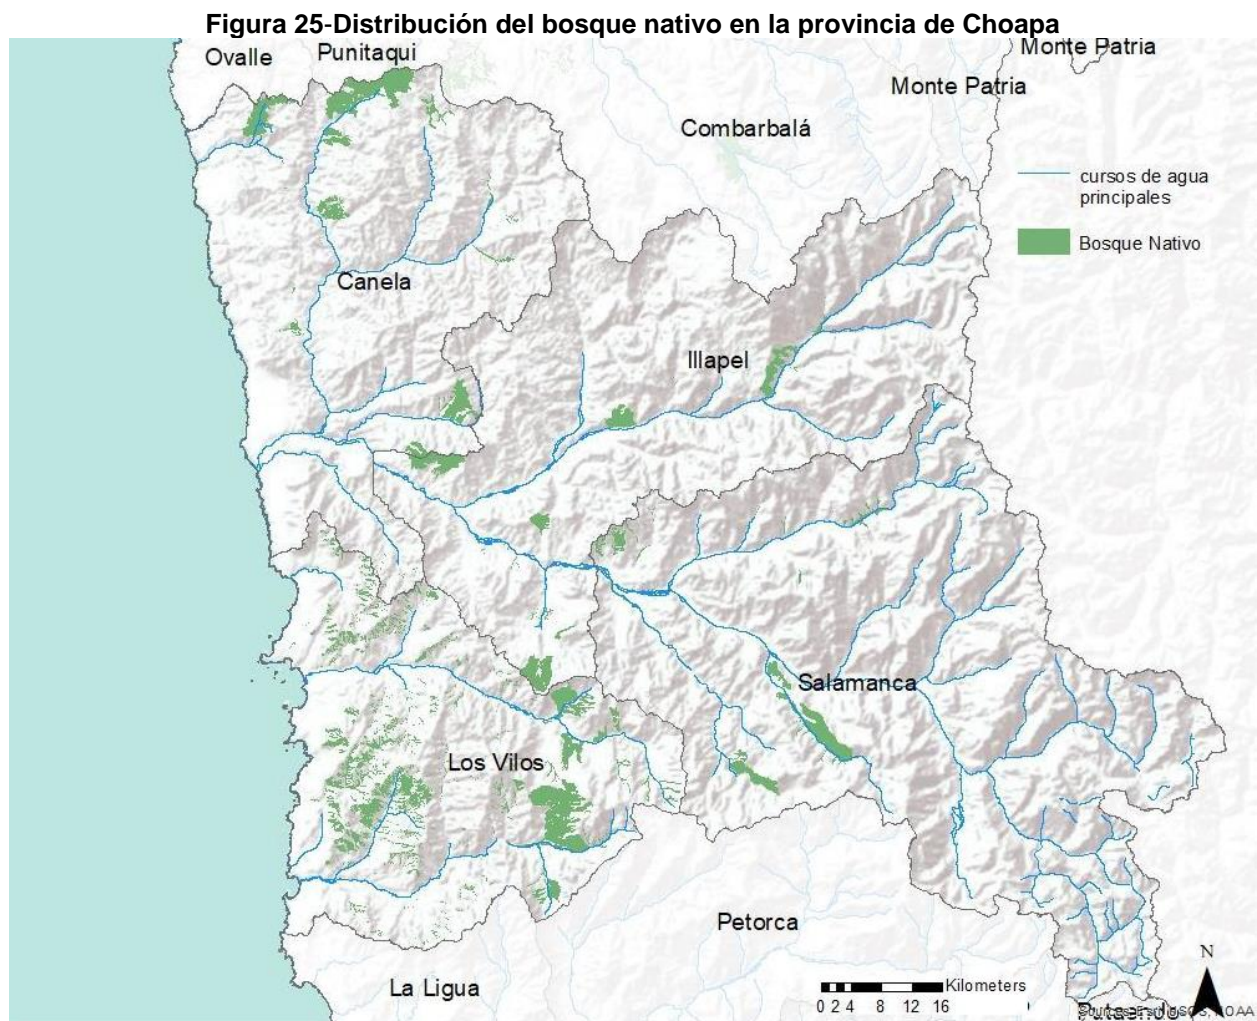 Figura 25-Distribución del bosque nativo en la provincia de Choapa
Ovalle
Punitaqui
Monte Patria
Monte Patria
Combarbalá
cursos de agua
principales
Bosque Nativo
Canela
Illapel
Salamanca
Los Vilos
Petorca
La Ligua
N
Kilometers
0 2 4 8 12 16